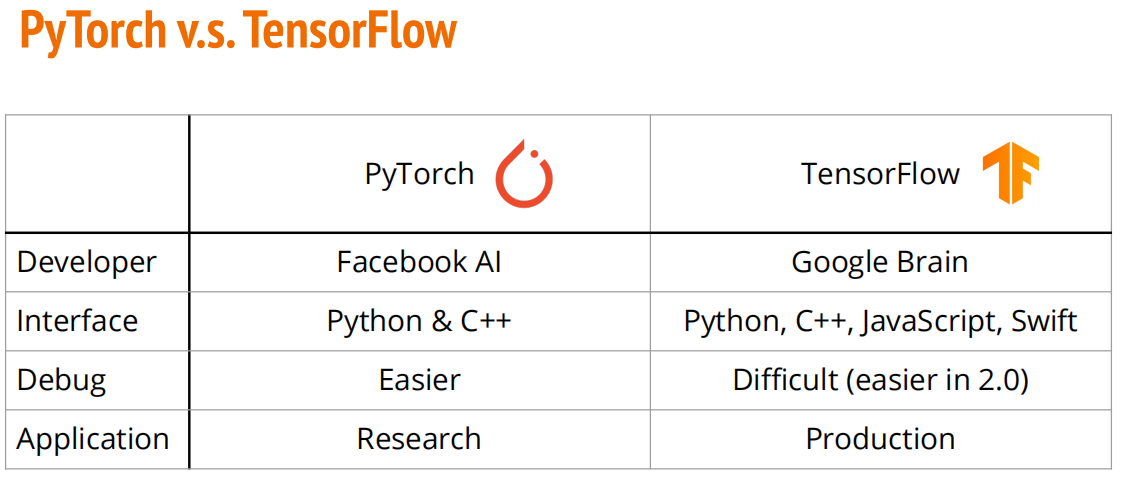 PyTorch v.s. TensorFlow
PyTorch TensorFlow
Developer Facebook AI Google Brain
Interface Python & C++ Python, C++, JavaScript, Swift
Debug Easier Difficult (easier in 2.0)
Application Research Production